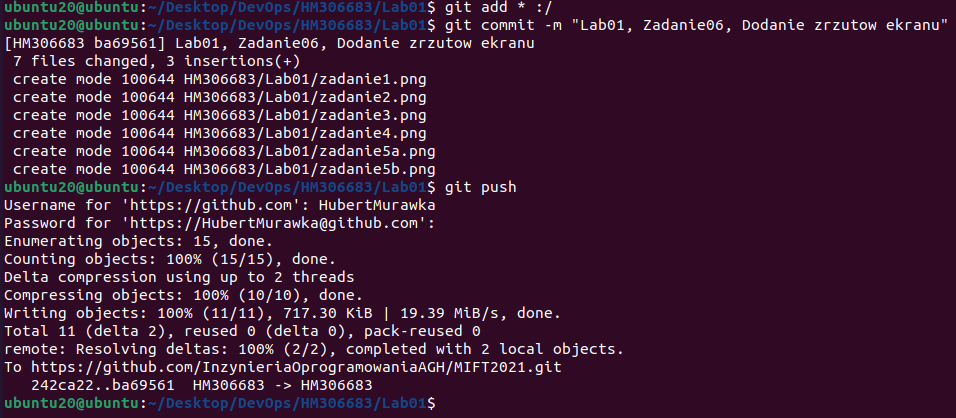 ubuntu20@ubuntu:~/Desktop/DevOps/HM306683/Lab01$ git add * :/
ubuntu20@ubuntu:~/Desktop/DevOps/HM306683/Lab01$ git commit -m "Lab01, Zadanie06, Dodanie zrzutow ekranu"
[HM306683 ba69561] Lab01, Zadanie06, Dodanie zrzutow ekranu
 7 files changed, 3 insertions(+)
 create mode 100644 HM306683/Lab01/zadanie1.png
 create mode 100644 HM306683/Lab01/zadanie2.png
 create mode 100644 HM306683/Lab01/zadanie3.png
 create mode 100644 HM306683/Lab01/zadanie4.png
 create mode 100644 HM306683/Lab01/zadanie5a.png
 create mode 100644 HM306683/Lab01/zadanie5b.png
ubuntu20@ubuntu:~/Desktop/DevOps/HM306683/Lab01$ git push
Username for 'https://github.com': HubertMurawka
Password for 'https://HubertMurawka@github.com':
Enumerating objects: 15, done.
Counting objects: 100% (15/15), done.
Delta compression using up to 2 threads
Compressing objects: 100% (10/10), done.
Writing objects: 100% (11/11), 717.30 KiB | 19.39 MiB/s, done.
Total 11 (delta 2), reused 0 (delta 0), pack-reused 0
remote: Resolving deltas: 100% (2/2), completed with 2 local objects.
To https://github.com/InzynieriaOprogramowaniaAGH/MIFT2021.git
   242ca22..ba69561  HM306683 -> HM306683
ubuntu20@ubuntu:~/Desktop/DevOps/HM306683/Lab01$